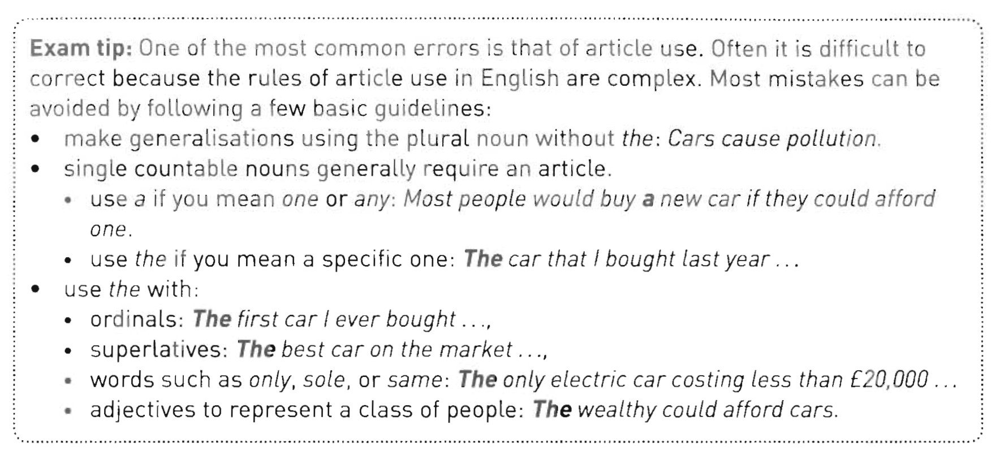 Exam tip: One of the most common errors is that of article use. Often it is difficult to
correct because the rules of article use in English are complex. Most mistakes can be
avoided by following a few basic guidelines:
• make generalisations using the plural noun without the: Cars cause pollution.
• single countable nouns generally require an article.
• use a if you mean one or any: Most people would buy a new car if they could afford
one.
• use the if you mean a specific one: The car that I bought last year ...
• use the with:
• ordinals: The first car I ever bought ...,
• superlatives: The best car on the market ...,
• words such as only, sole, or same: The only electric car costing less than £20,000 ...
• adjectives to represent a class of people: The wealthy could afford cars.